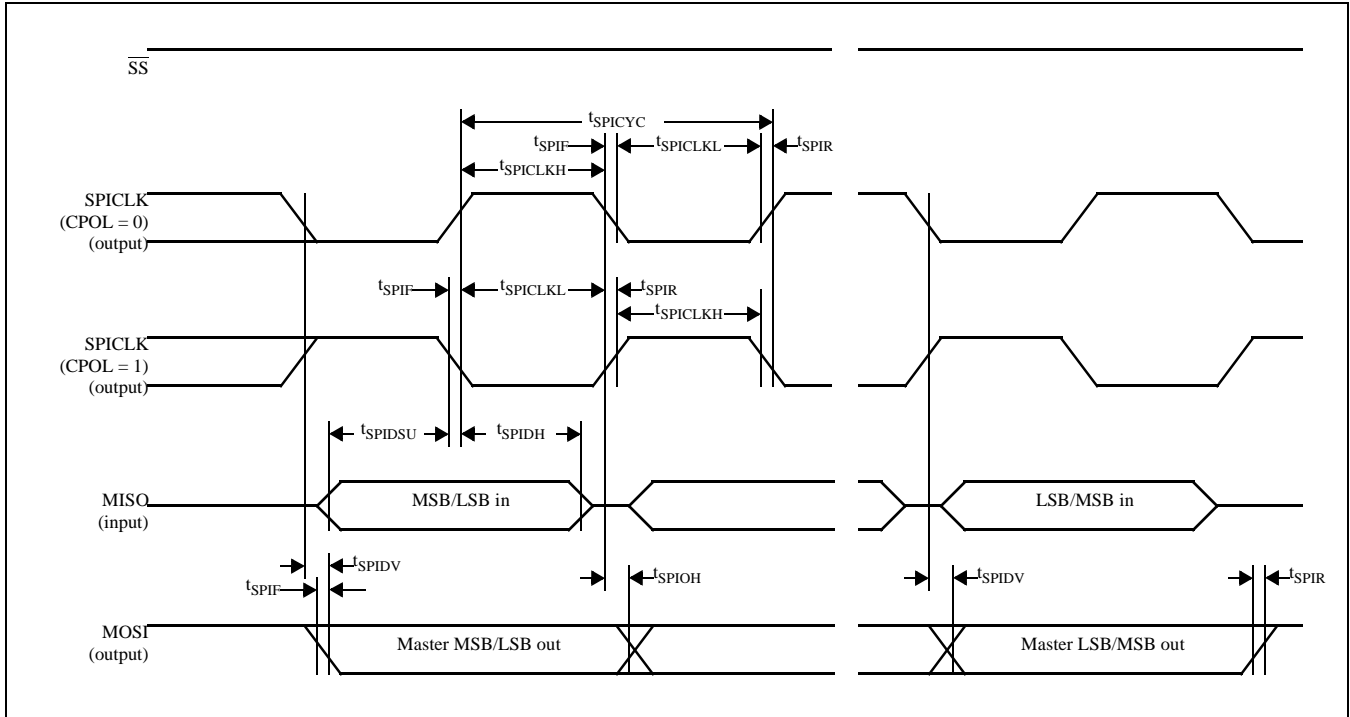 SS
tSPICYC
tSPIF
tSPICLKL
tSPIR
tSPICLKH
SPICLK
(CPOL = 0)
(output)
tSPIF
tSPICLKL
tSPIR
tSPICLKH
SPICLK
(CPOL = 1)
(output)
tSPIDSU
tSPIDH
MISO
(input)
MSB/LSB in
LSB/MSB in
tSPIDV
tSPIF
tSPIOH
tSPIDV
tSPIR
MOSI
(output)
Master MSB/LSB out
Master LSB/MSB out